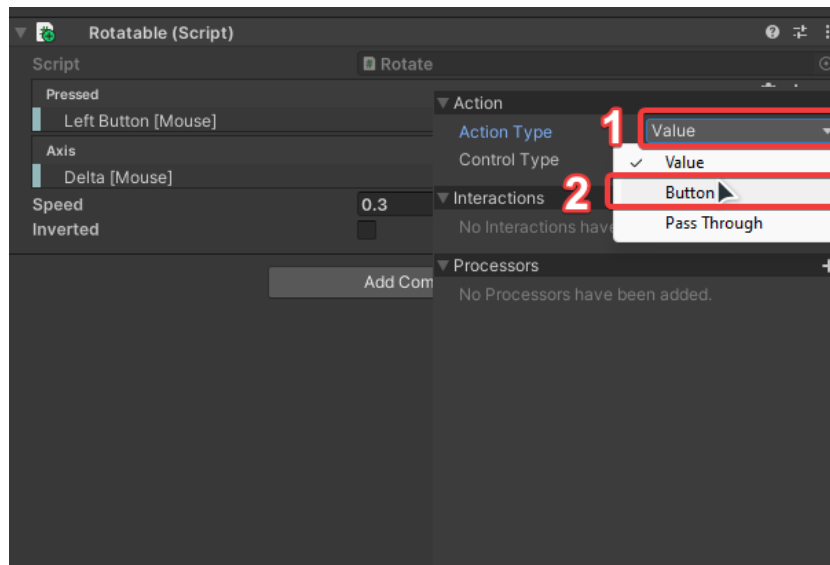 Rotatable (Script)
Script
Rotate
Pressed
Left Button [Mouse]
Axis
Delta [Mouse]
Speed
0.3
Inverted
Add Com
Action
Action Type
1
Value
Control Type
Value
2
Button
Interactions
No Interactions have
Pass Through
Processors
No Processors have been added.